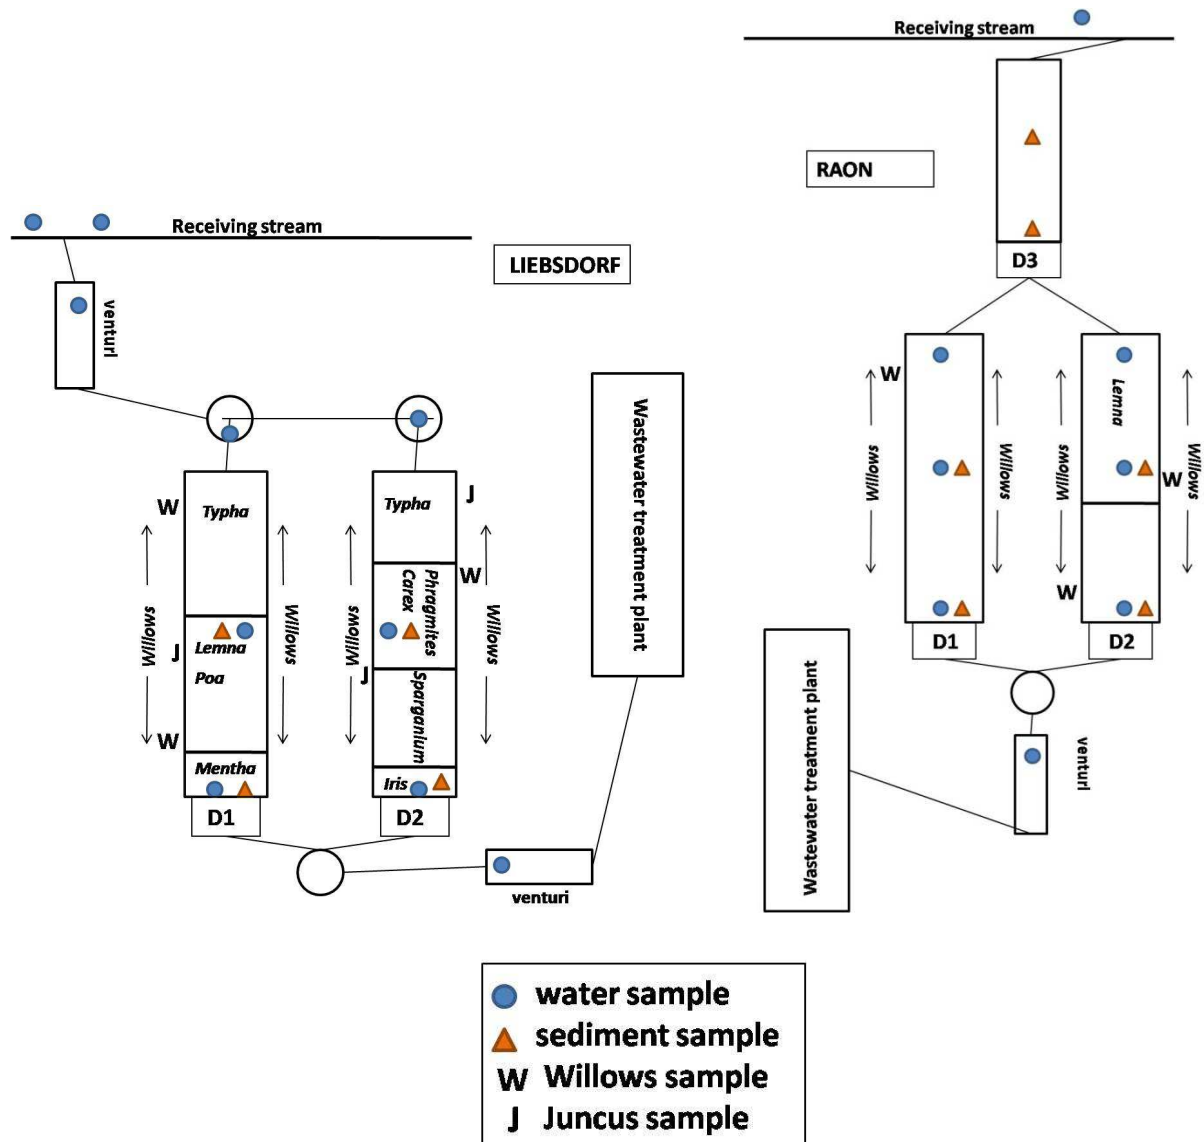 Receiving stream
RAON
D3
Receiving stream
LIEBSDORF
venturi
W
Willows
Willows
Lemna
Willows
Willows
W
W
D1
D2
Wastewater treatment plant
Typha
W
Typha
J
Phragmites
Carex
W
Willows
Willows
Willows
Willows
J
Lemna
Poa
J
Sparganium
W
Mentha
Iris
D1
D2
venturi
Wastewater treatment plant
venturi
water sample
sediment sample
W Willows sample
J Juncus sample